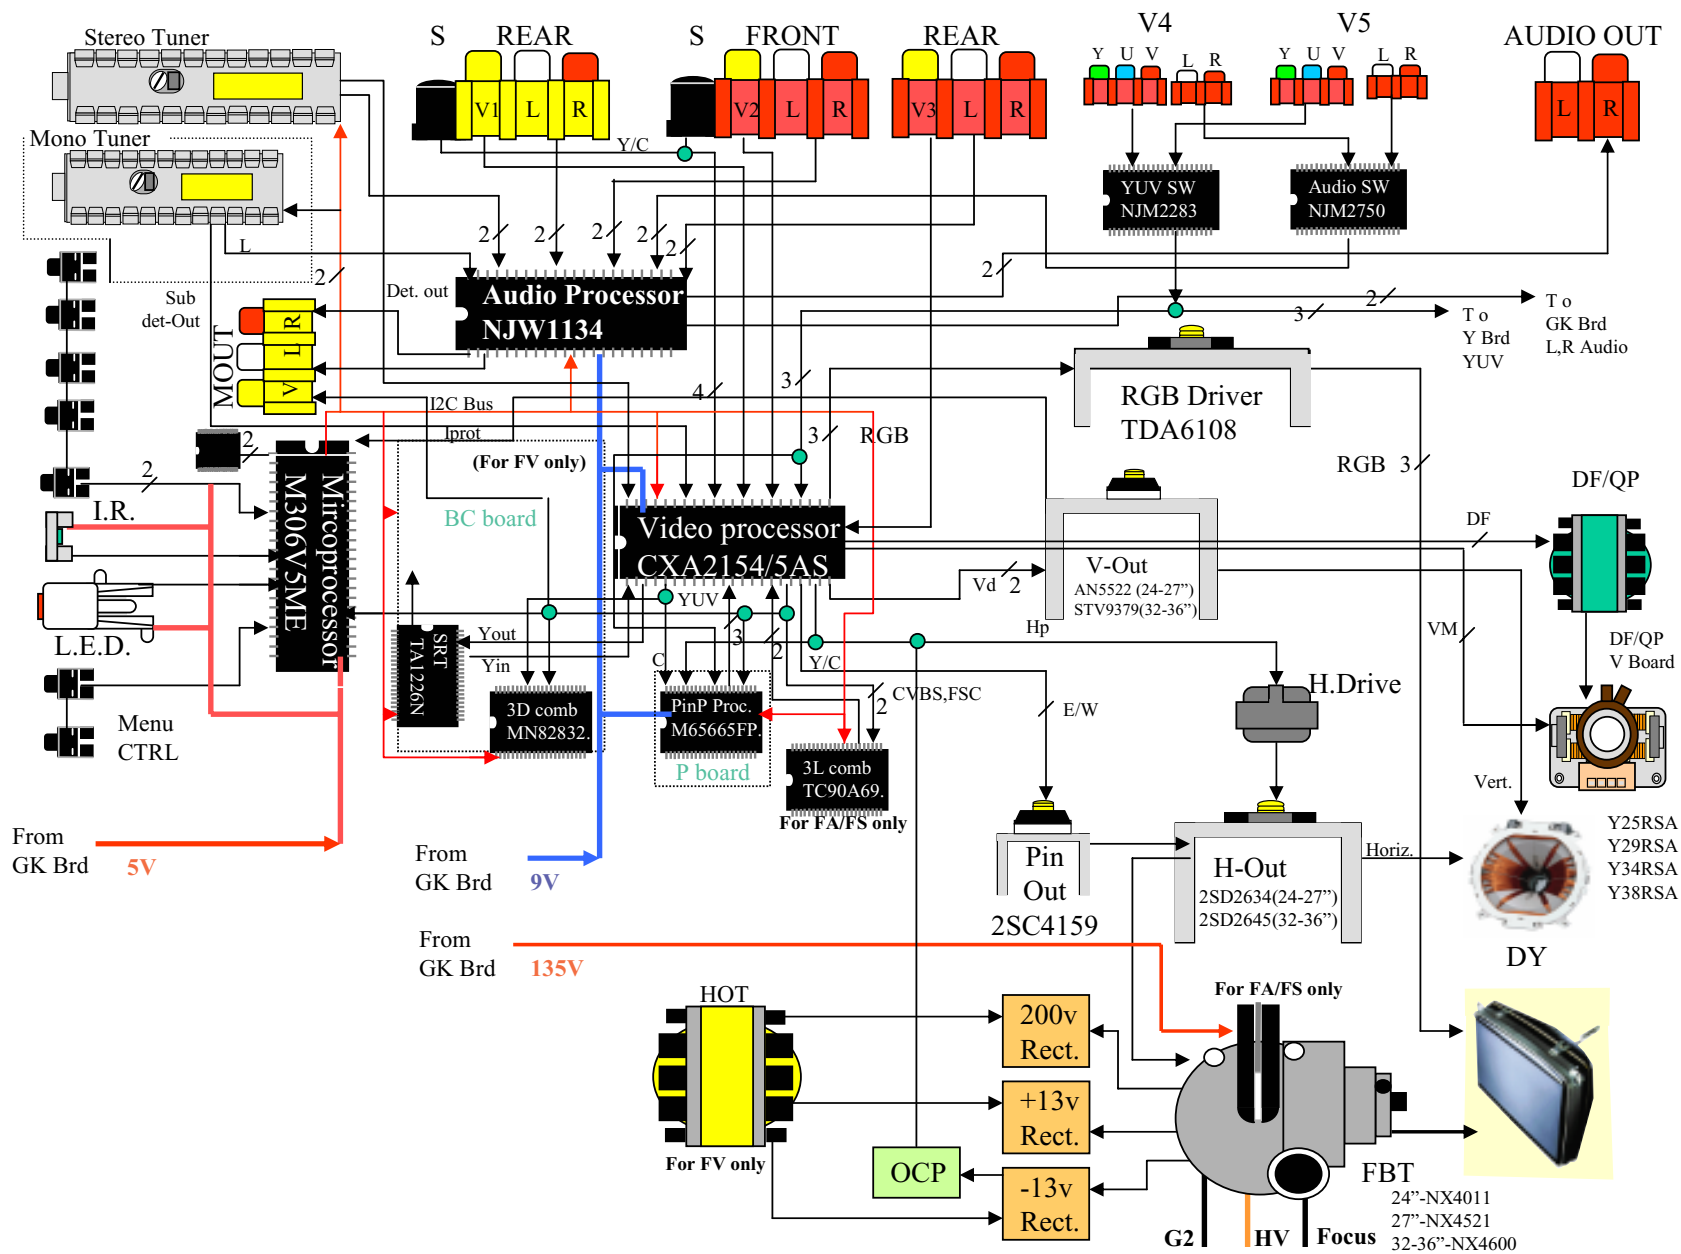 Stereo Tuner
S
REAR
S
FRONT
REAR
V4
V5
AUDIO OUT
Y U V L R
Y U V L R
V1 L R
V2 L R
V3 L
L R
Mono Tuner
Y/C
YUV SW
NJM2283
Audio SW
NJM2750
L
2
2
2
2
2
2
2
Sub
det-Out
Det. out
Audio Processor
NJW1134
3
2
To
Y Brd
YUV
To
GK Brd
L,R Audio
MOUT
R
L
V
I2C Bus
Iprot
4
3
3
RGB
RGB Driver
TDA6108
RGB 3
(For FV only)
BC board
2
2
Mircoprocessor
M306V5ME
I.R.
L.E.D.
Menu
CTRL
Video processor
CXA2154/5AS
Vd 2
V-Out
AN5522 (24-27”)
STV9379(32-36”)
DF
DF/QP
VM
DF/QP
V Board
YUV
3
2
Hp
Yout
Yin
SRT
TA1226N
C
Y/C
CVBS,FSC
2
E/W
H.Drive
3D comb
MN82832.
PinP Proc.
M65665FP.
P board
3L comb
TC90A69.
For FA/FS only
Vert.
From
GK Brd
5V
From
GK Brd
9V
Pin
Out
2SC4159
H-Out
2SD2634(24-27”)
2SD2645(32-36”)
Horiz.
Y25RSA
Y29RSA
Y34RSA
Y38RSA
DY
From
GK Brd
135V
HOT
For FV only
200v
Rect.
+13v
Rect.
-13v
Rect.
OCP
For FA/FS only
FBT
24”-NX4011
27”-NX4521
32-36”-NX4600
G2
HV
Focus